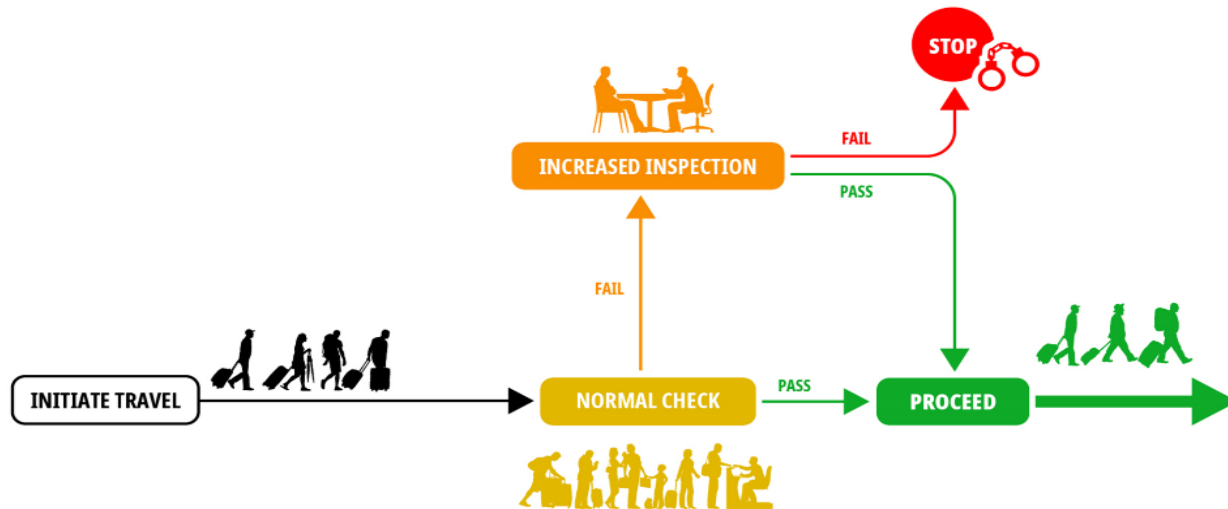 STOP
FAIL
INCREASED INSPECTION
PASS
FAIL
INITIATE TRAVEL
NORMAL CHECK
PASS
PROCEED